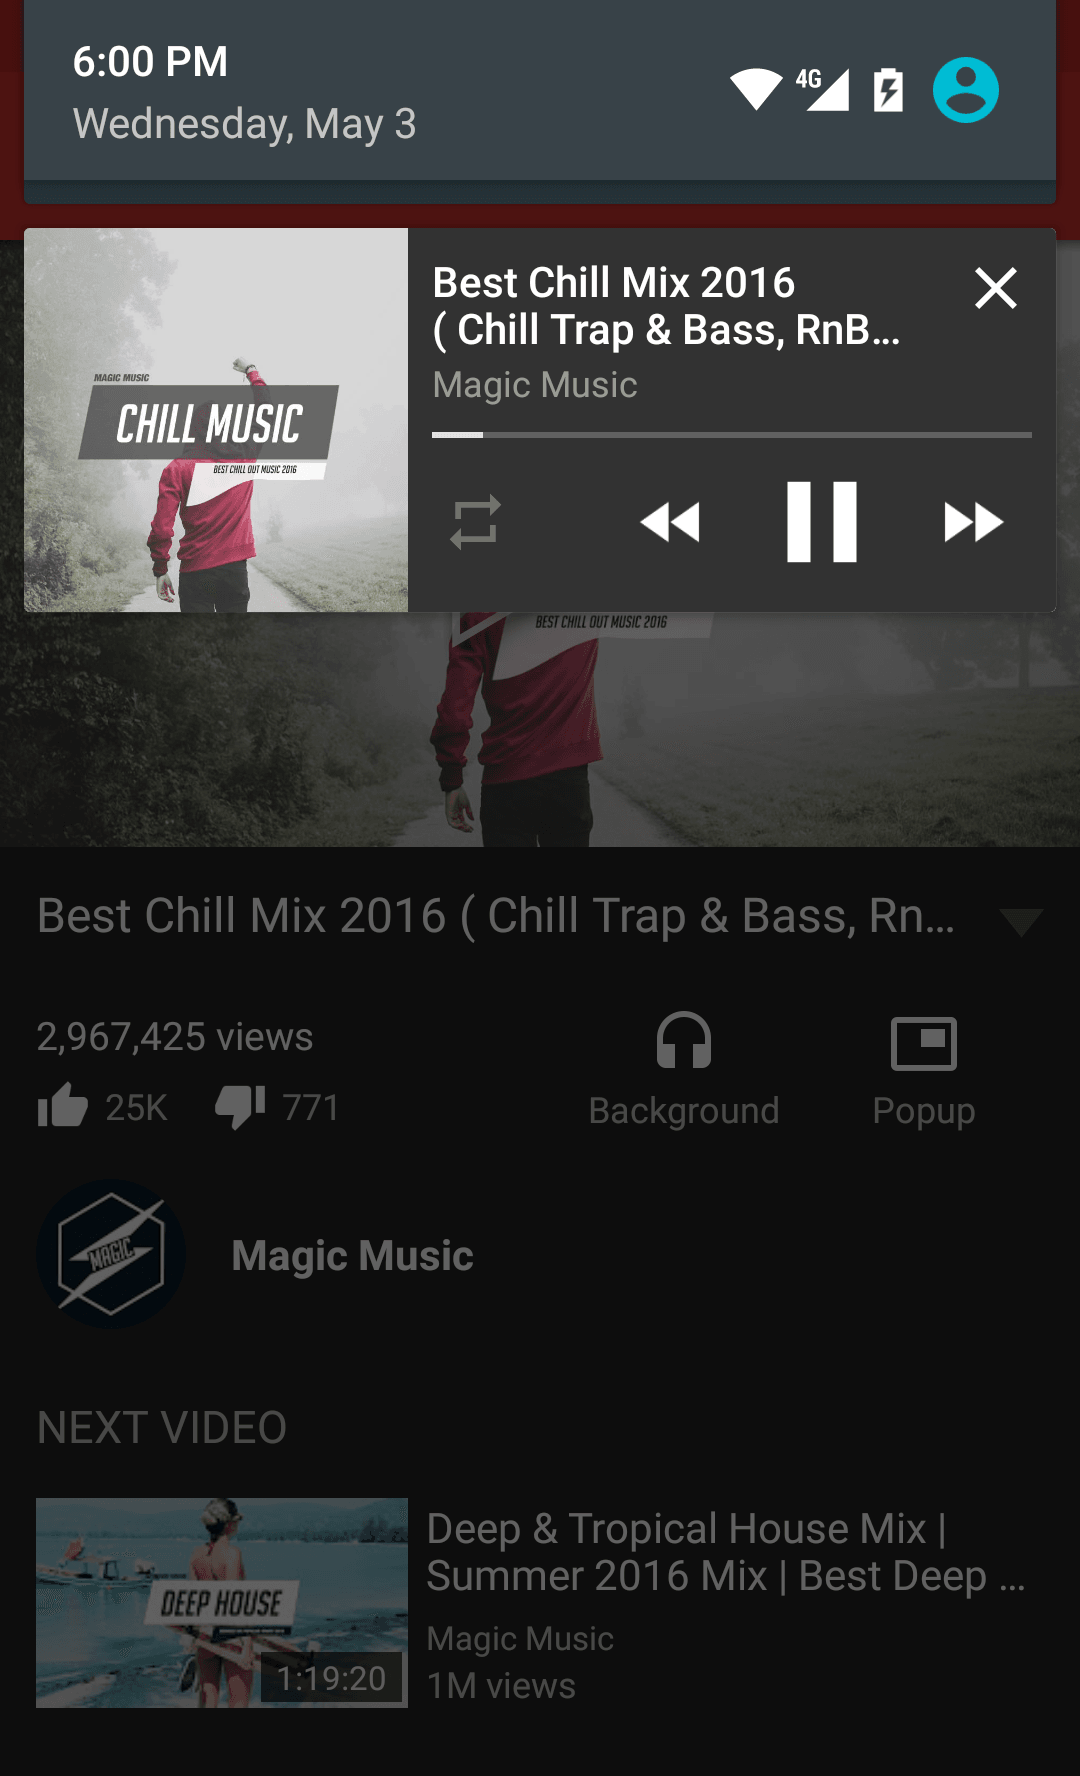 6:00 PM
Wednesday, May 3
4G
Best Chill Mix 2016
( Chill Trap & Bass, RnB...
Magic Music
MAGIC MUSIC
CHILL MUSIC
BEST CHILL OUT MUSIC 2016
BEST CHILL OUT MUSIC 2016
Best Chill Mix 2016 ( Chill Trap & Bass, Rn...
2,967,425 views
25K
771
Background
Popup
MAGIC
Magic Music
NEXT VIDEO
Deep & Tropical House Mix |
Summer 2016 Mix | Best Deep ...
Magic Music
1M views
DEEP HOUSE
1:19:20